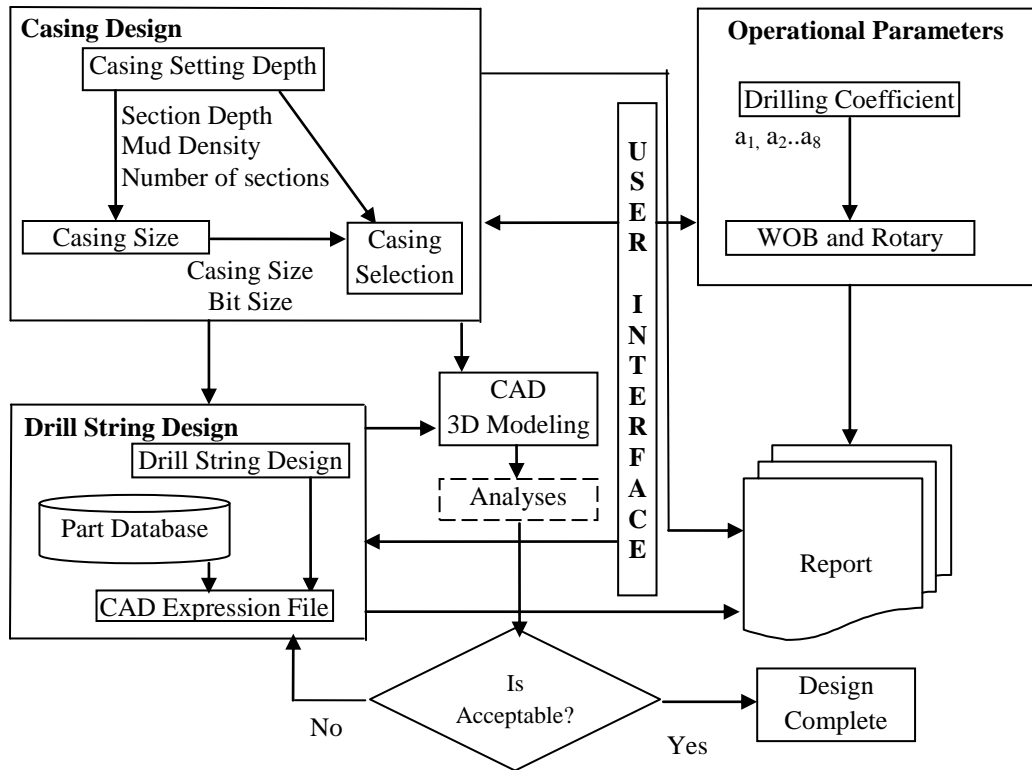 Casing Design
Casing Setting Depth
Section Depth
Mud Density
Number of sections
Casing Size
Casing
Selection
Casing Size
Bit Size
Operational Parameters
Drilling Coefficient
a1, a2..a8
WOB and Rotary
USER INTERFACE
CAD
3D Modeling
Analyses
Drill String Design
Drill String Design
Part Database
CAD Expression File
Report
Is
Acceptable?
No
Yes
Design
Complete